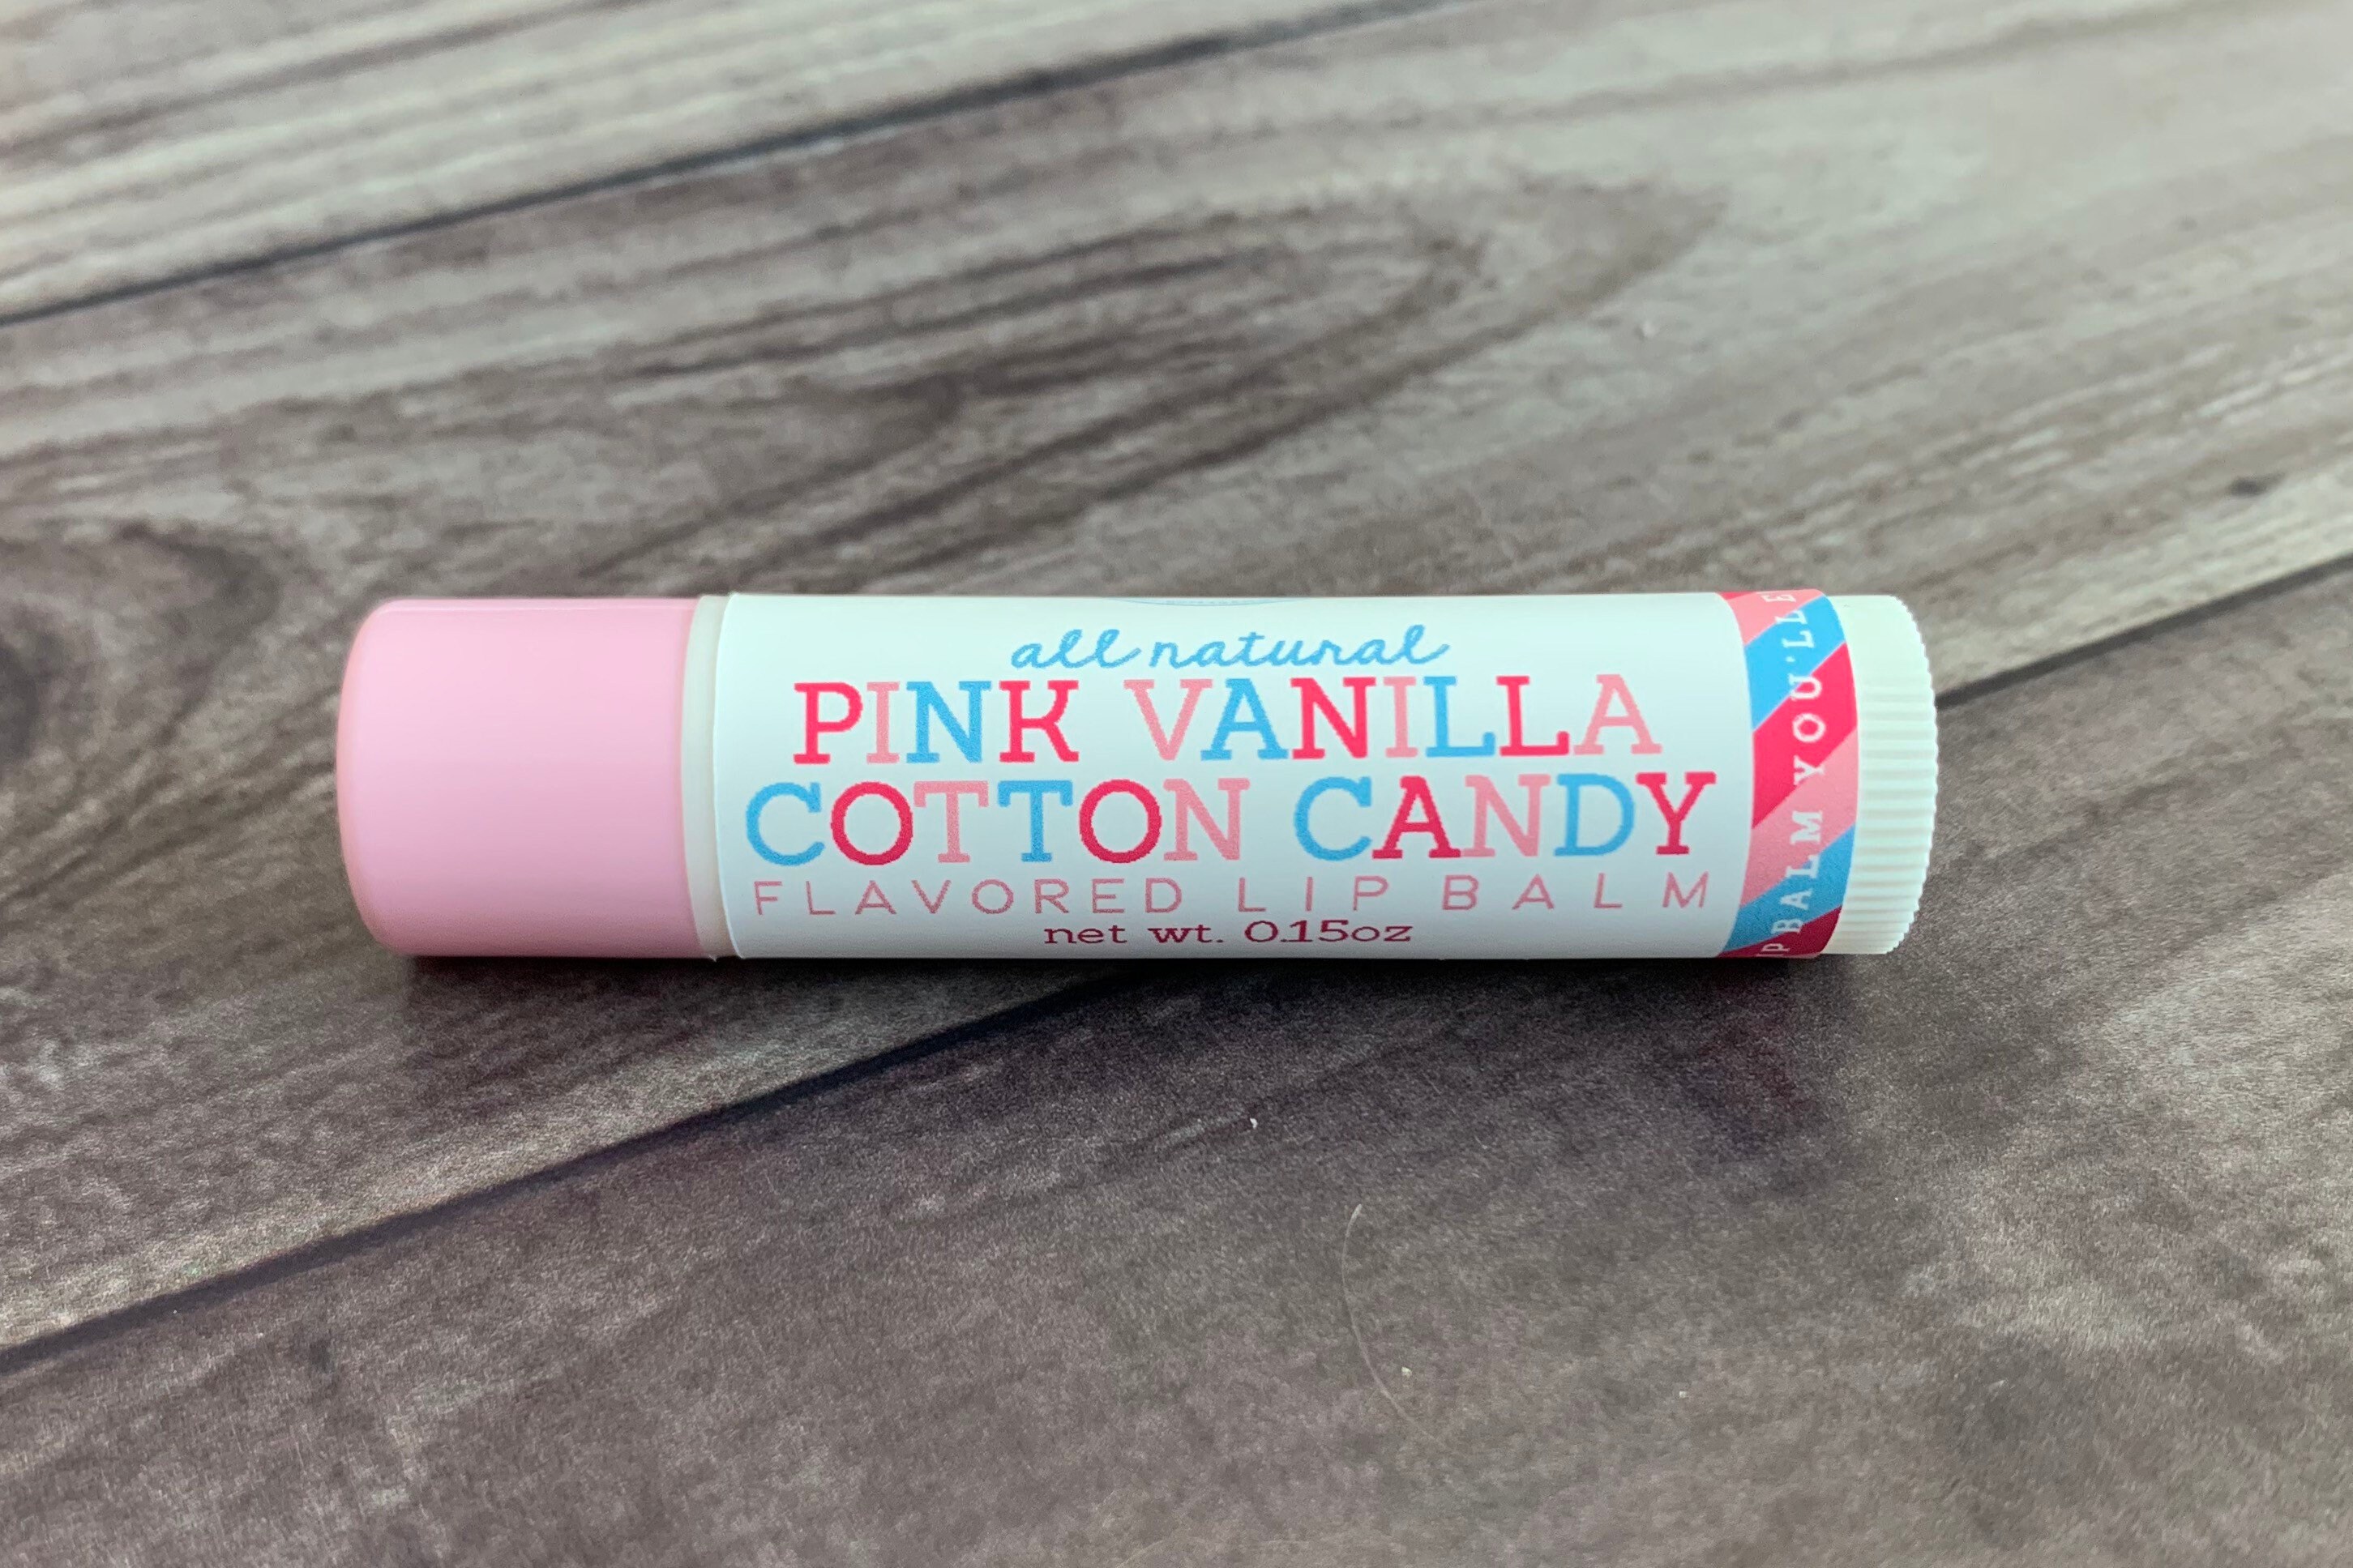 all natural
PINK VANILLA
COTTON CANDY
FLAVORED LIP BALM
net wt. 0.15oz
BALM YOU'LL